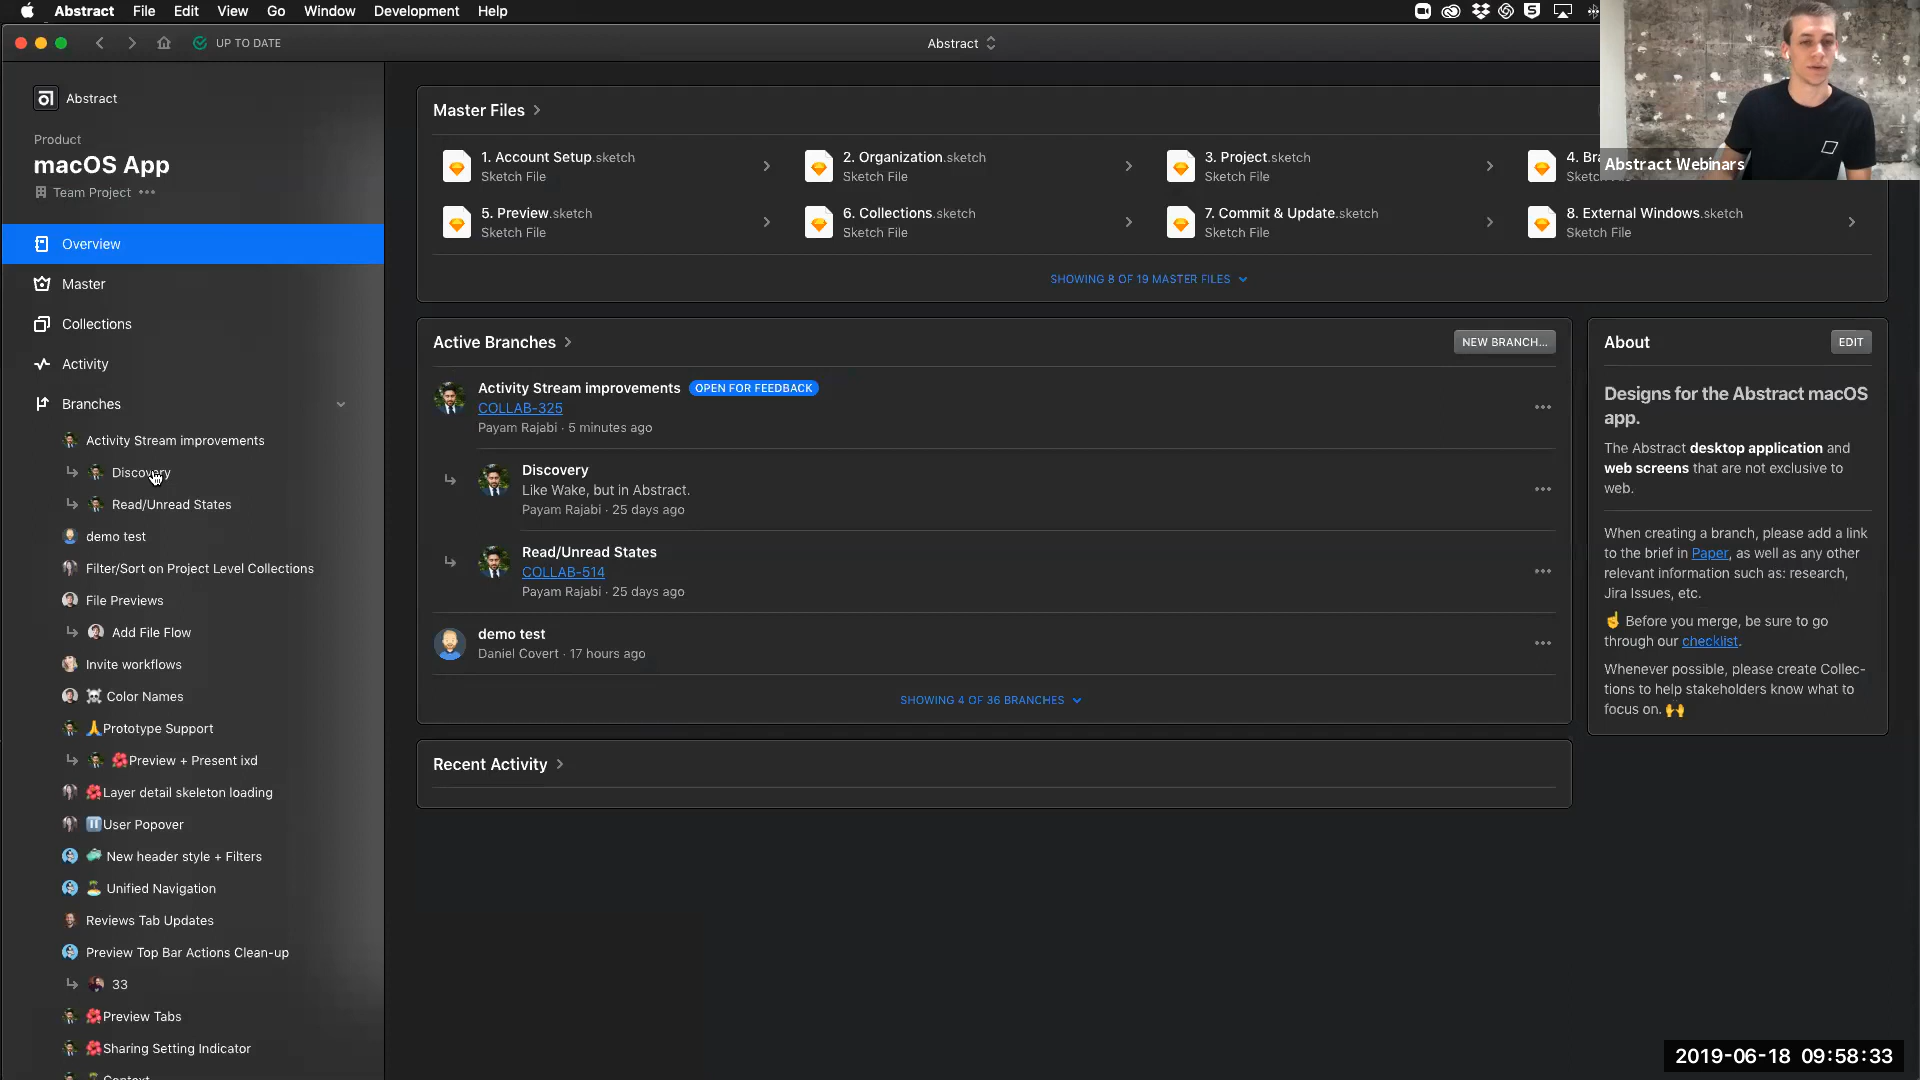 Abstract File Edit View Go Window Development Help
UP TO DATE
Abstract
Abstract
Product
macOS App
Team Project
Overview
Master
Collections
Activity
Branches
Activity Stream improvements
Discovery
Read/Unread States
demo test
Filter/Sort on Project Level Collections
File Previews
Add File Flow
Invite workflows
Color Names
Prototype Support
Preview + Present ixd
Layer detail skeleton loading
User Popover
New header style + Filters
Unified Navigation
Reviews Tab Updates
Preview Top Bar Actions Clean-up
33
Preview Tabs
Sharing Setting Indicator
Master Files
1. Account Setup.sketch
Sketch File
2. Organization.sketch
Sketch File
3. Project.sketch
Sketch File
4.
5. Preview.sketch
Sketch File
6. Collections.sketch
Sketch File
7. Commit & Update.sketch
Sketch File
8. External Windows.sketch
Sketch File
SHOWING 8 OF 19 MASTER FILES
Active Branches
NEW BRANCH...
Activity Stream improvements OPEN FOR FEEDBACK
COLLAB-325
Payam Rajabi · 5 minutes ago
Discovery
Like Wake, but in Abstract.
Payam Rajabi · 25 days ago
Read/Unread States
COLLAB-514
Payam Rajabi · 25 days ago
demo test
Daniel Covert · 17 hours ago
SHOWING 4 OF 36 BRANCHES
Recent Activity
About
EDIT
Designs for the Abstract macOS
app.
The Abstract desktop application and
web screens that are not exclusive to
web.
When creating a branch, please add a link
to the brief in Paper, as well as any other
relevant information such as: research,
Jira Issues, etc.
☝️ Before you merge, be sure to go
through our checklist.
Whenever possible, please create Collec-
tions to help stakeholders know what to
focus on. 🙌
Abstract Webinars
2019-06-18 09:58:33